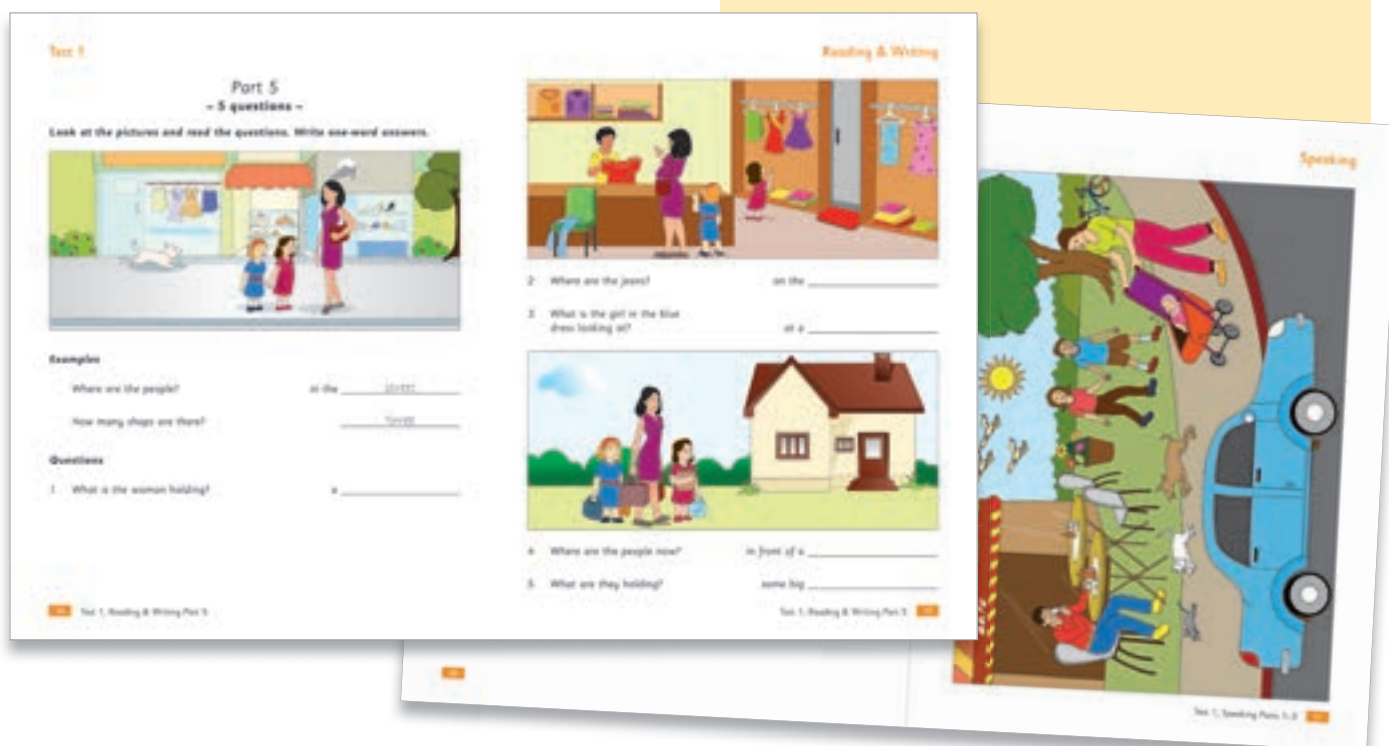 Test 1
Part 5
– 5 questions –
Look at the pictures and read the questions. Write one-word answers.
Examples
Where are the people? in the street
How many shops are there? three
Questions
1 What is the woman holding? a
Test 1, Reading & Writing Part 5
Reading & Writing
2 Where are the jeans? on the
3 What is the girl in the blue
dress looking at? at a
4 Where are the people now? in front of a
5 What are they holding? some big
Test 1, Reading & Writing Part 5
Speaking
Test 1, Speaking Parts